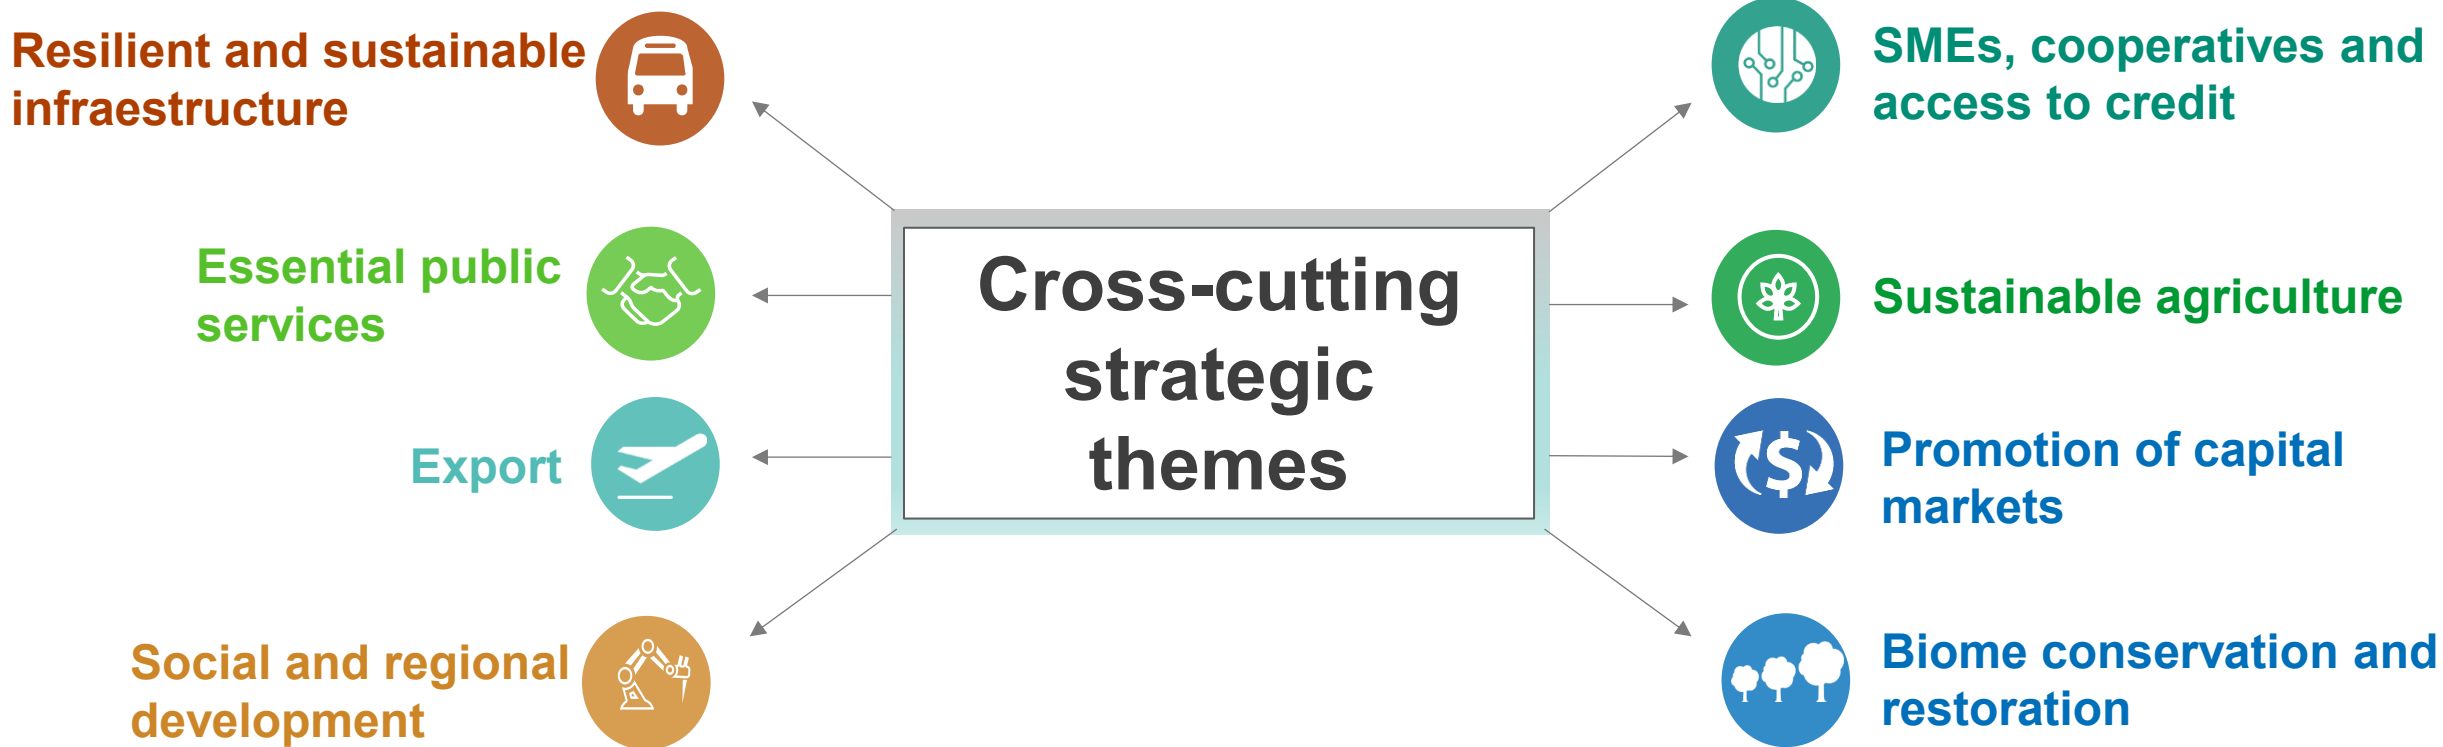 Resilient and sustainable
infraestructure
Essential public
services
Export
Social and regional
development
Cross-cutting
strategic
themes
SMEs, cooperatives and
access to credit
Sustainable agriculture
$
Promotion of capital
markets
Biome conservation and
restoration